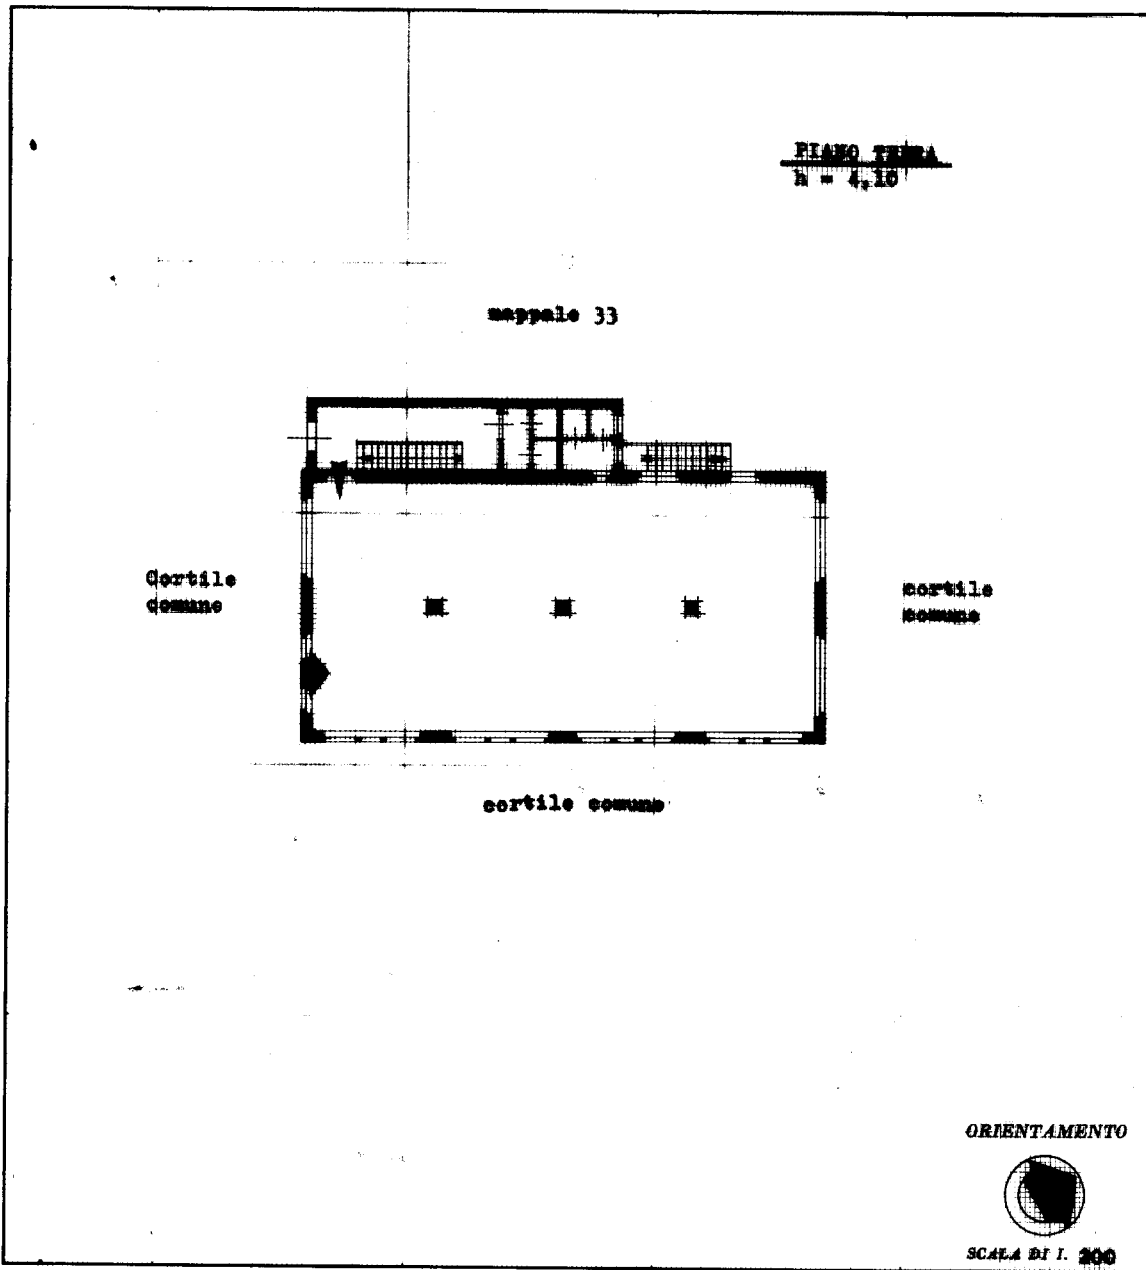 PIANO TERRA
h = 4,10
mappale 33
Cortile
comune
cortile
comune
cortile comune
ORIENTAMENTO
SCALA DI 1. 200